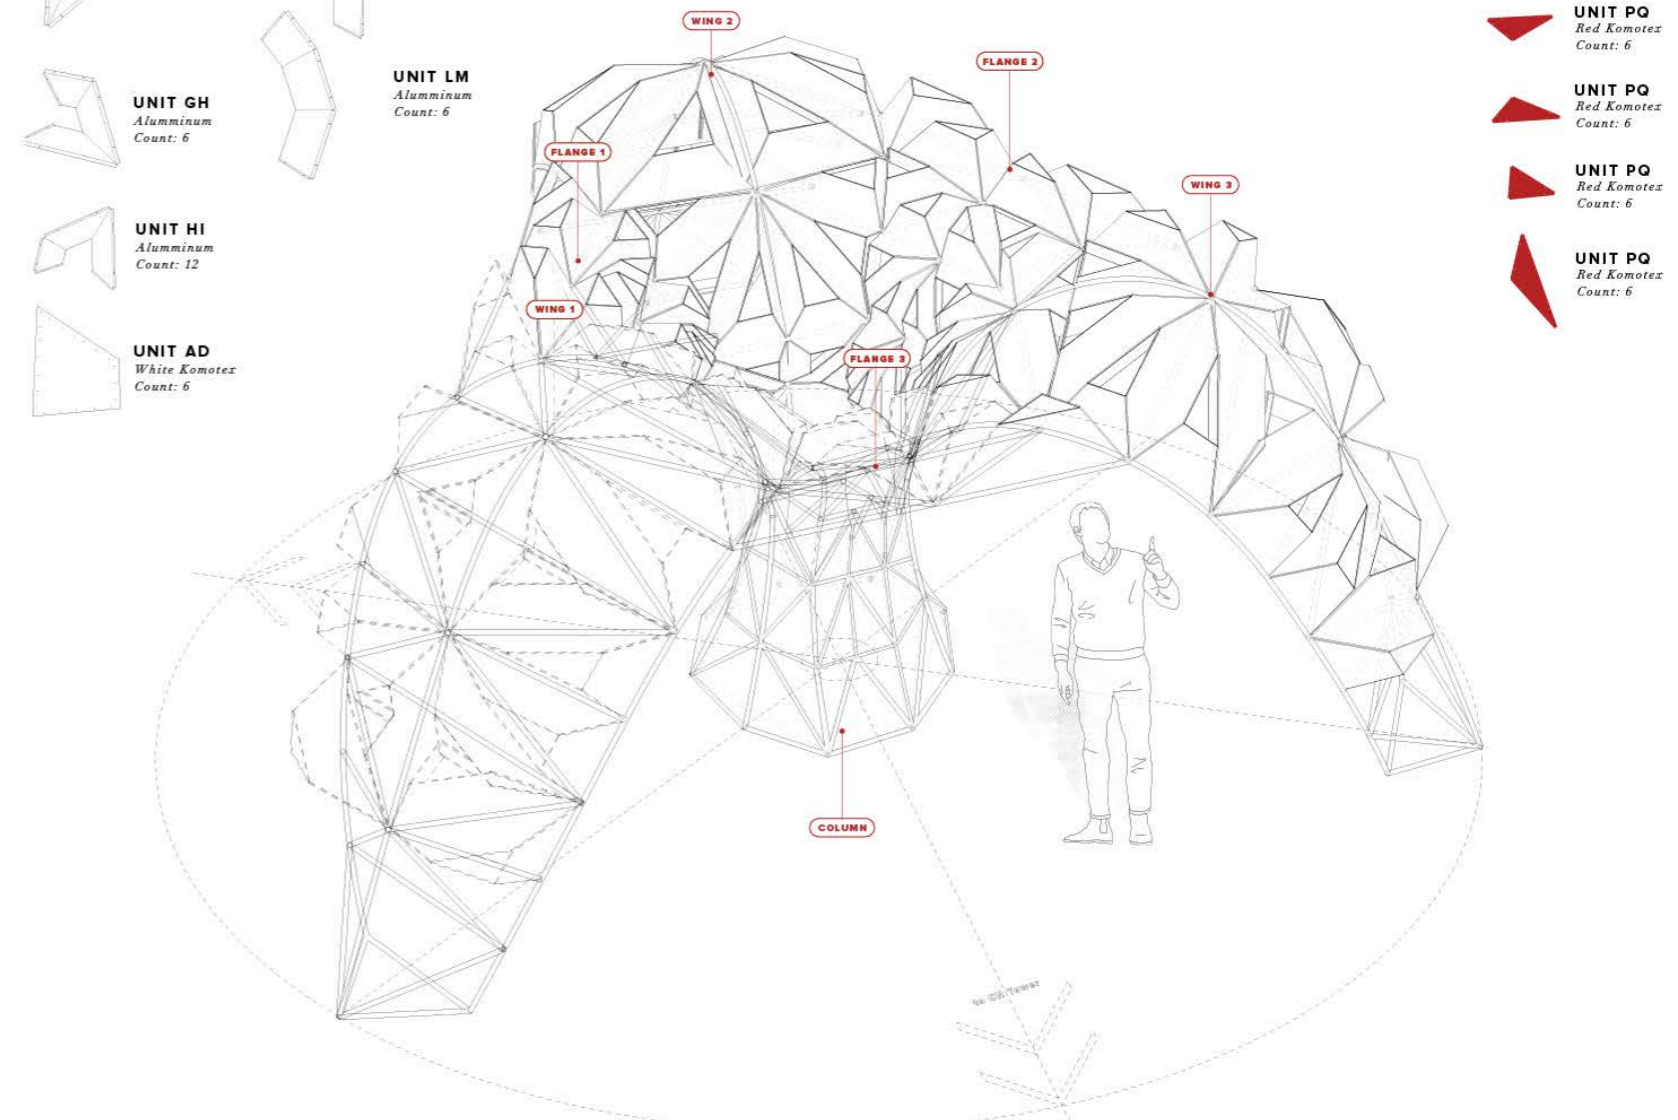 WING 2
UNIT PQ
Red Komotex
Count: 6
FLANGE 2
UNIT LM
Alumminum
Count: 6
UNIT GH
Alumminum
Count: 6
UNIT PQ
Red Komotex
Count: 6
FLANGE 1
UNIT PQ
Red Komotex
Count: 6
WING 3
UNIT HI
Alumminum
Count: 12
UNIT PQ
Red Komotex
Count: 6
WING 1
UNIT AD
White Komotex
Count: 6
FLANGE 3
COLUMN
to